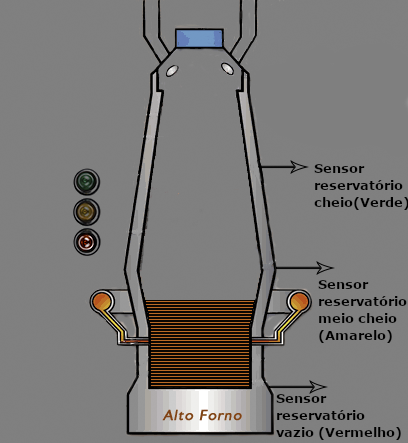 Sensor
reservatório
cheio(Verde)
Sensor
reservatório
meio cheio
(Amarelo)
Sensor
reservatório
vazio (Vermelho)
Alto Forno